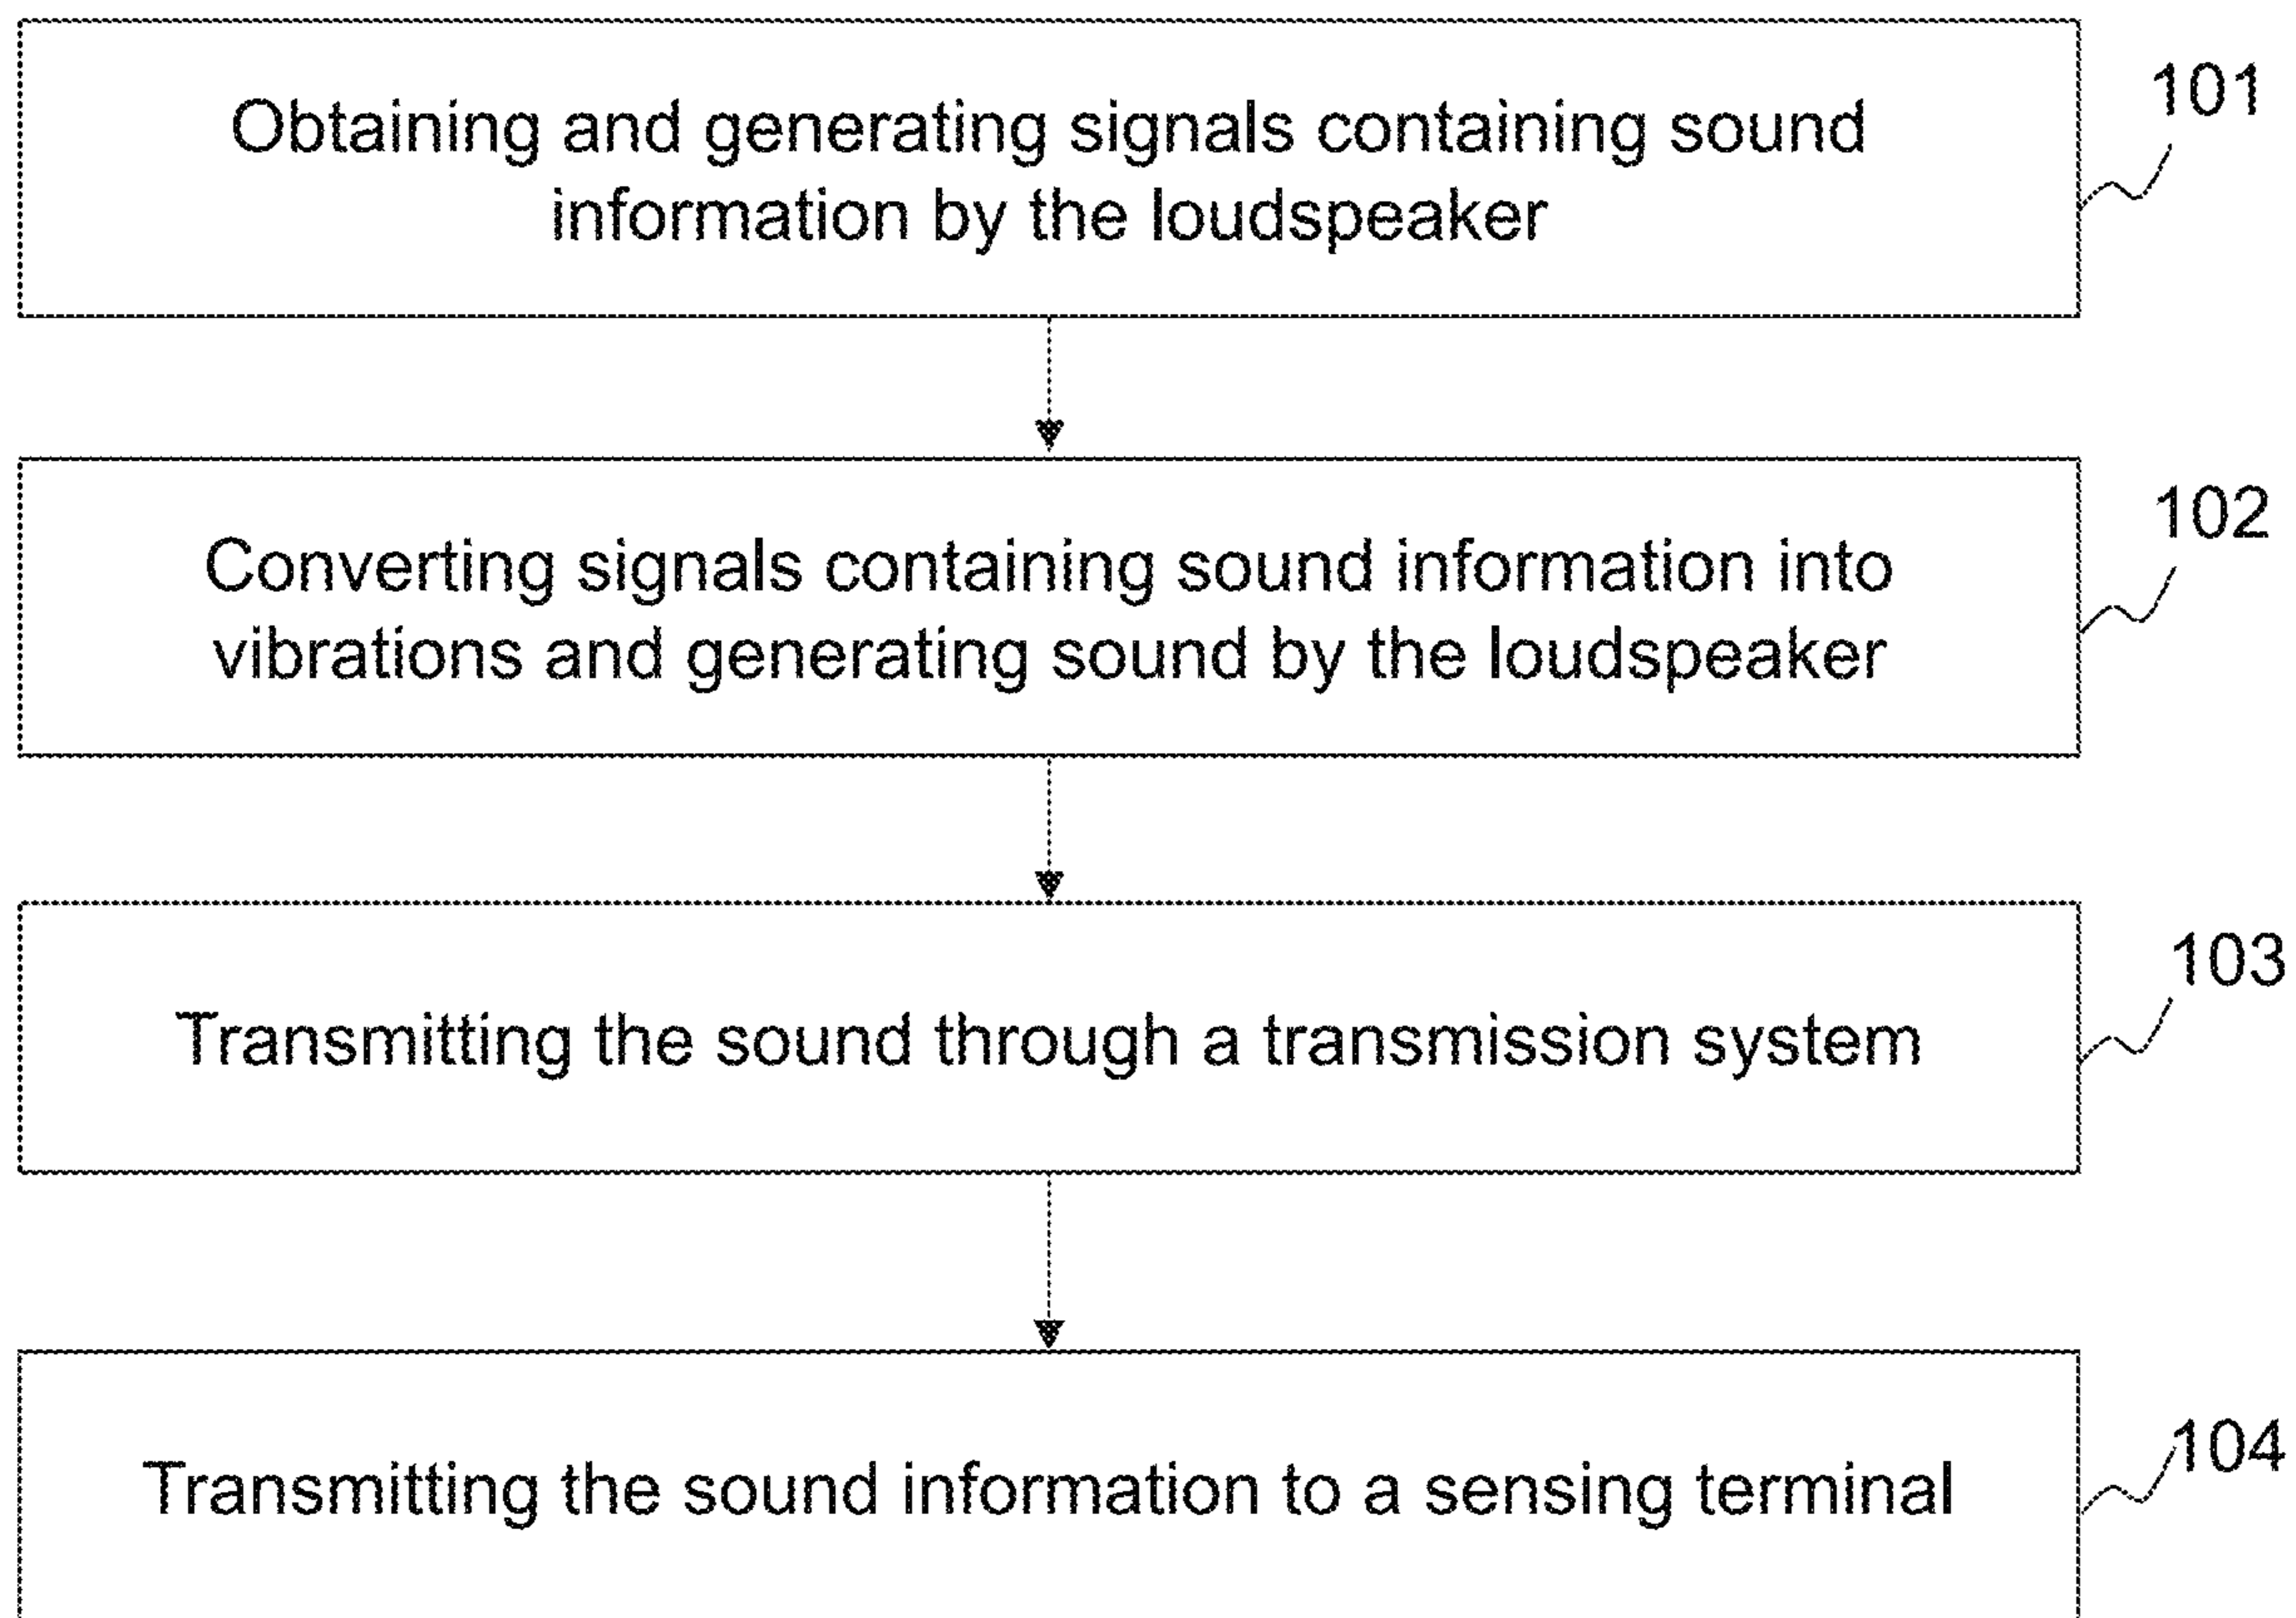 Obtaining and generating signals containing sound
information by the loudspeaker
101
Converting signals containing sound information into
vibrations and generating sound by the loudspeaker
102
Transmitting the sound through a transmission system
103
Transmitting the sound information to a sensing terminal
104